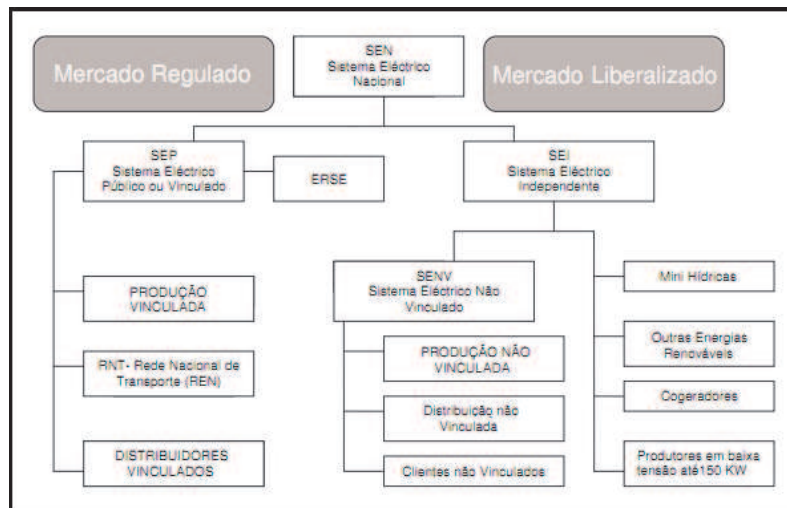 Mercado Regulado
SEN
Sistema Eléctrico
Nacional
Mercado Liberalizado
SEP
Sistema Eléctrico
Público ou Vinculado
ERSE
SEI
Sistema Eléctrico
Independente
PRODUÇÃO
VINCULADA
RNT- Rede Nacional de
Transporte (REN)
DISTRIBUIDORES
VINCULADOS
SENV
Sistema Eléctrico Não
Vinculado
PRODUÇÃO NÃO
VINCULADA
Distribuição não
Vinculada
Clientes não Vinculados
Mini Hídricas
Outras Energias
Renováveis
Cogeradores
Produtores em baixa
tensão até150 KW